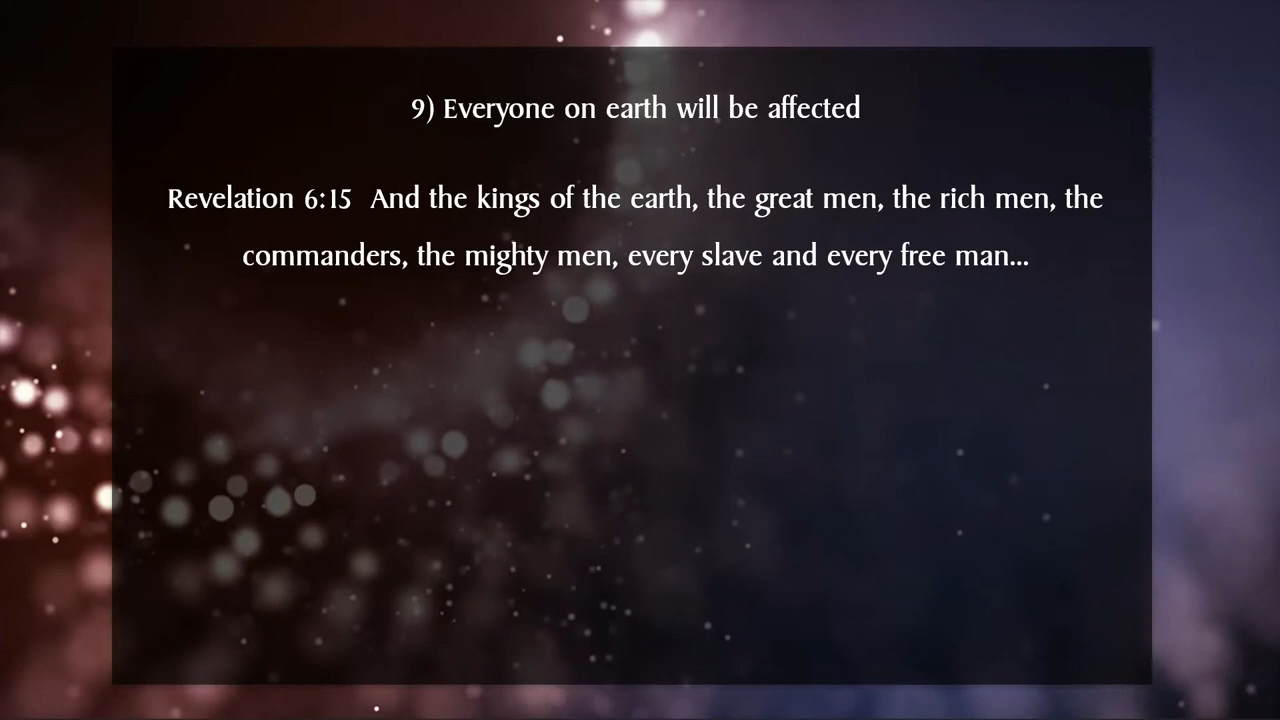 9) Everyone on earth will be affected
Revelation 6:15  And the kings of the earth, the great men, the rich men, the
commanders, the mighty men, every slave and every free man...